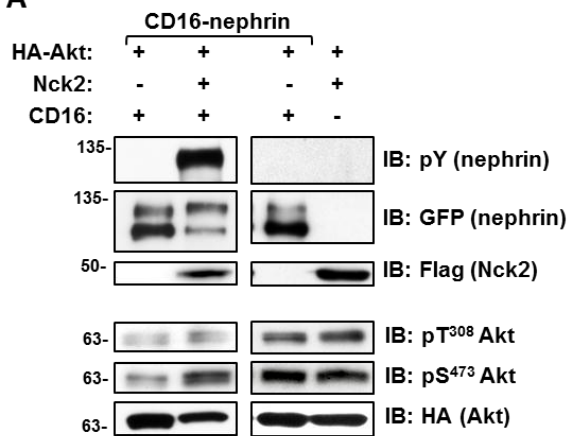 A
CD16-nephrin
HA-Akt: + + + +
Nck2: - + - +
CD16: + + + -
135- IB: pY (nephrin)
135- IB: GFP (nephrin)
50- IB: Flag (Nck2)
63- IB: pT³⁰⁸ Akt
63- IB: pS⁴⁷³ Akt
63- IB: HA (Akt)